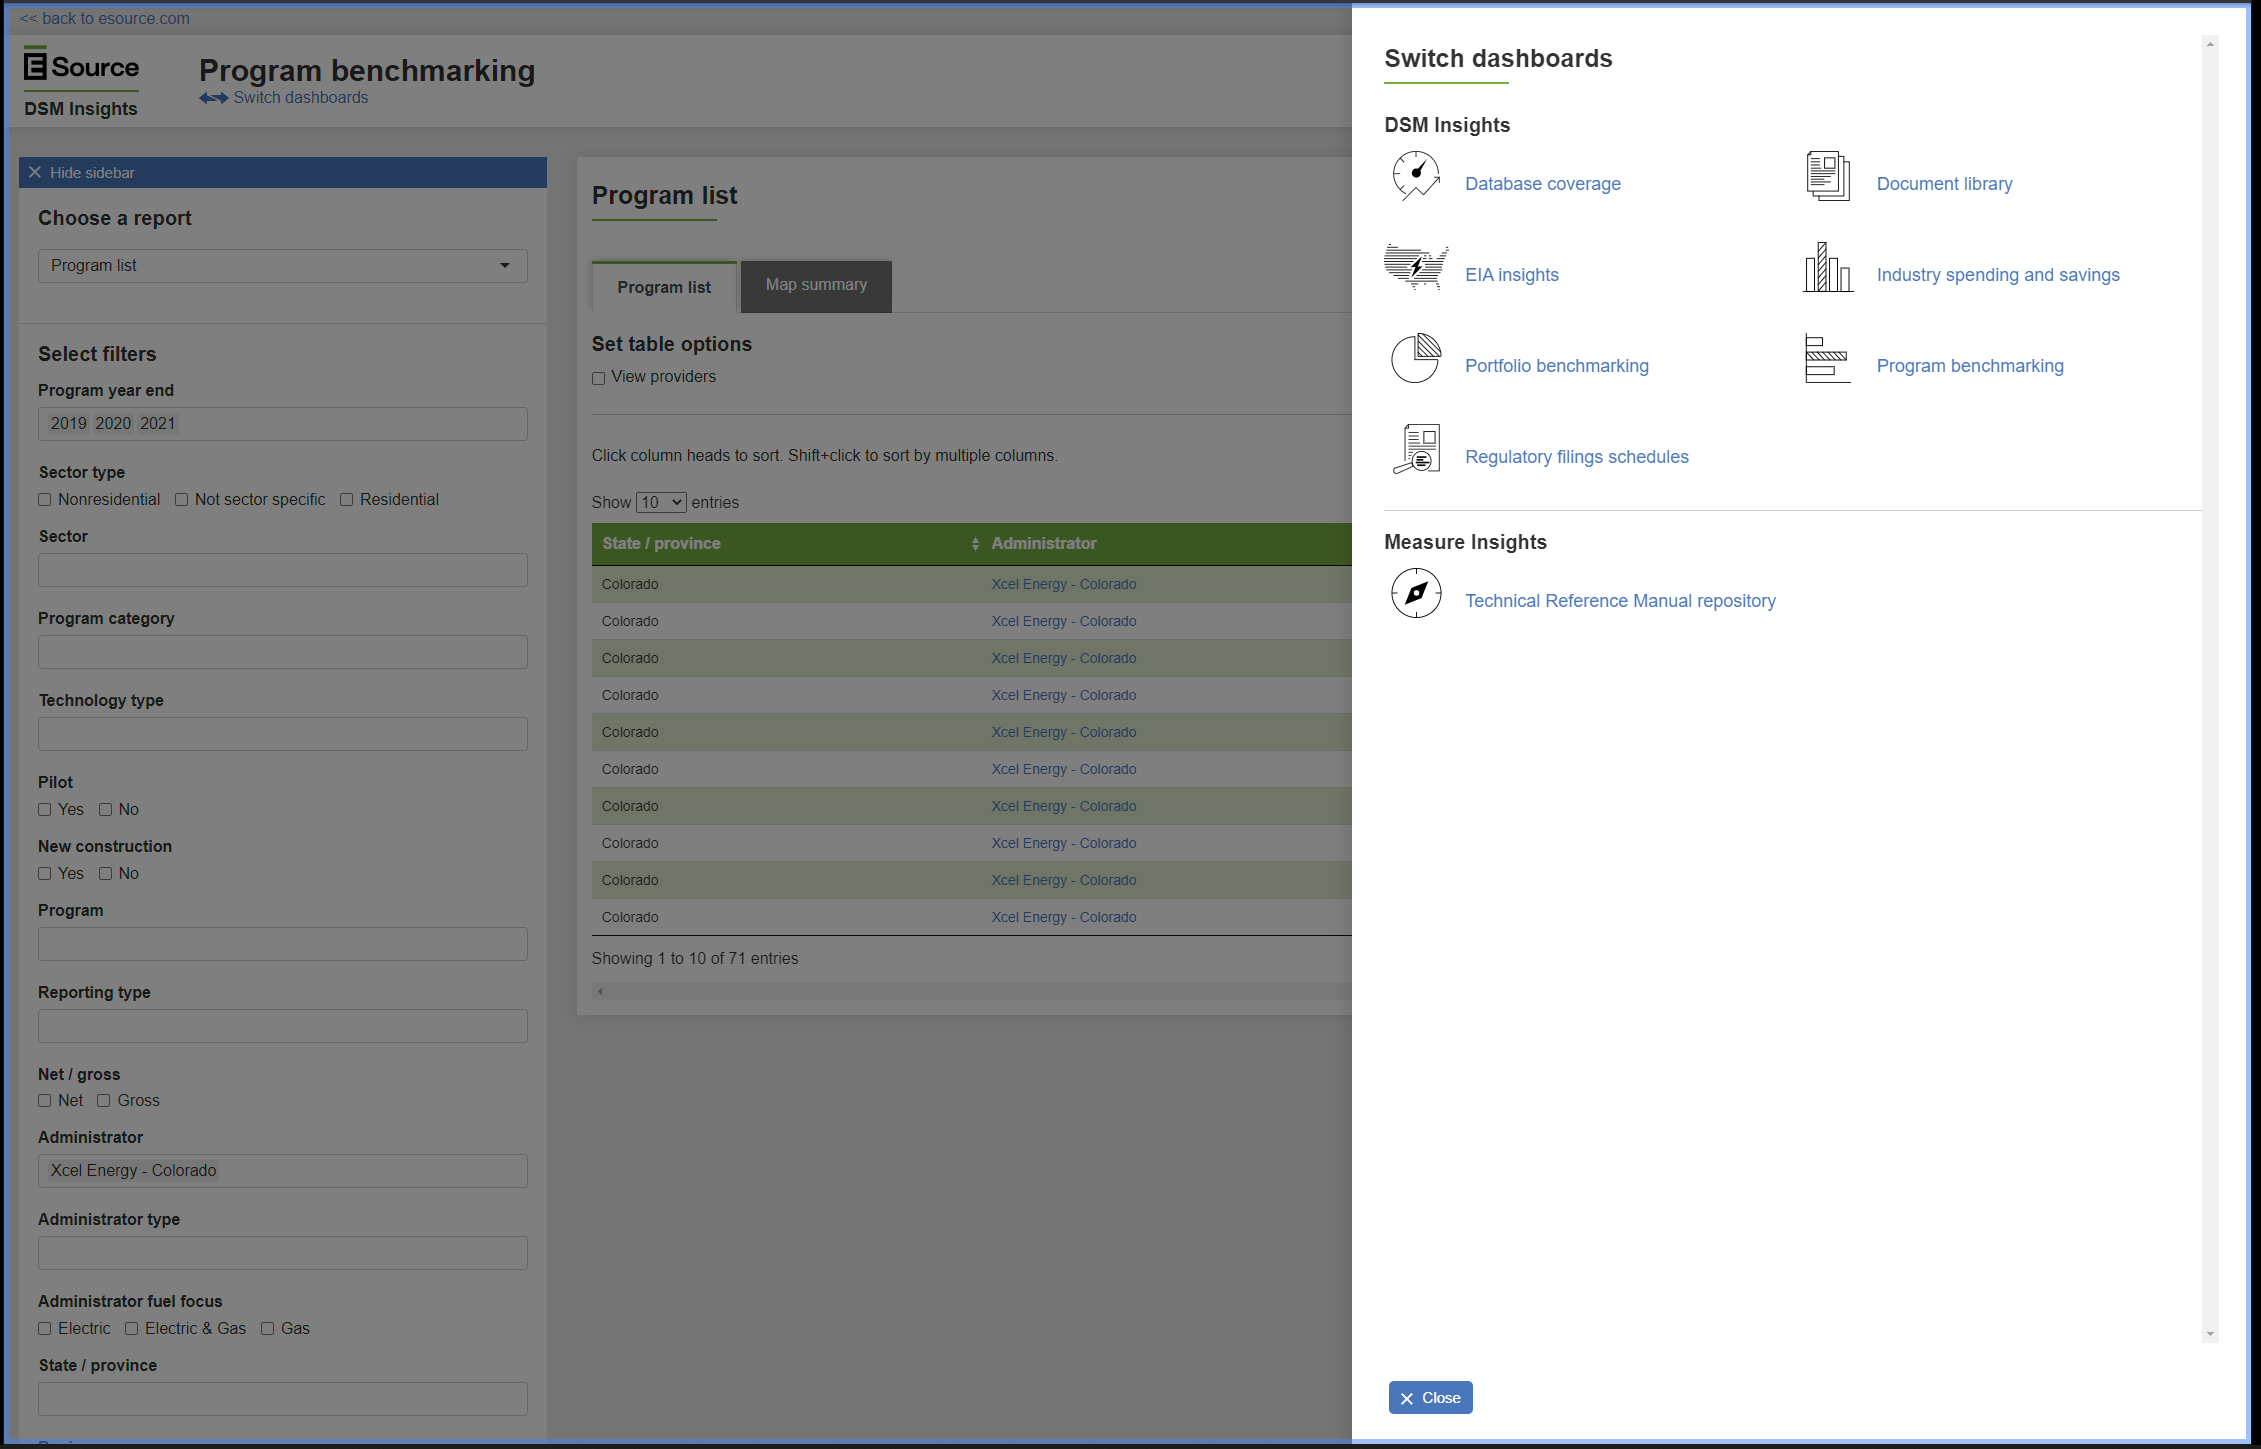 << back to esource.com
E Source
DSM Insights
Program benchmarking
Switch dashboards
Hide sidebar
Choose a report
Program list
Select filters
Program year end
2019 2020 2021
Sector type
Nonresidential Not sector specific Residential
Sector
Program category
Technology type
Pilot
Yes No
New construction
Yes No
Program
Reporting type
Net / gross
Net Gross
Administrator
Xcel Energy - Colorado
Administrator type
Administrator fuel focus
Electric Electric & Gas Gas
State / province
Program list
Program list Map summary
Set table options
View providers
Click column heads to sort. Shift+click to sort by multiple columns.
Show 10 entries
State / province Administrator
Colorado Xcel Energy - Colorado
Colorado Xcel Energy - Colorado
Colorado Xcel Energy - Colorado
Colorado Xcel Energy - Colorado
Colorado Xcel Energy - Colorado
Colorado Xcel Energy - Colorado
Colorado Xcel Energy - Colorado
Colorado Xcel Energy - Colorado
Colorado Xcel Energy - Colorado
Colorado Xcel Energy - Colorado
Showing 1 to 10 of 71 entries
Switch dashboards
DSM Insights
Database coverage Document library
EIA insights Industry spending and savings
Portfolio benchmarking Program benchmarking
Regulatory filings schedules
Measure Insights
Technical Reference Manual repository
Close